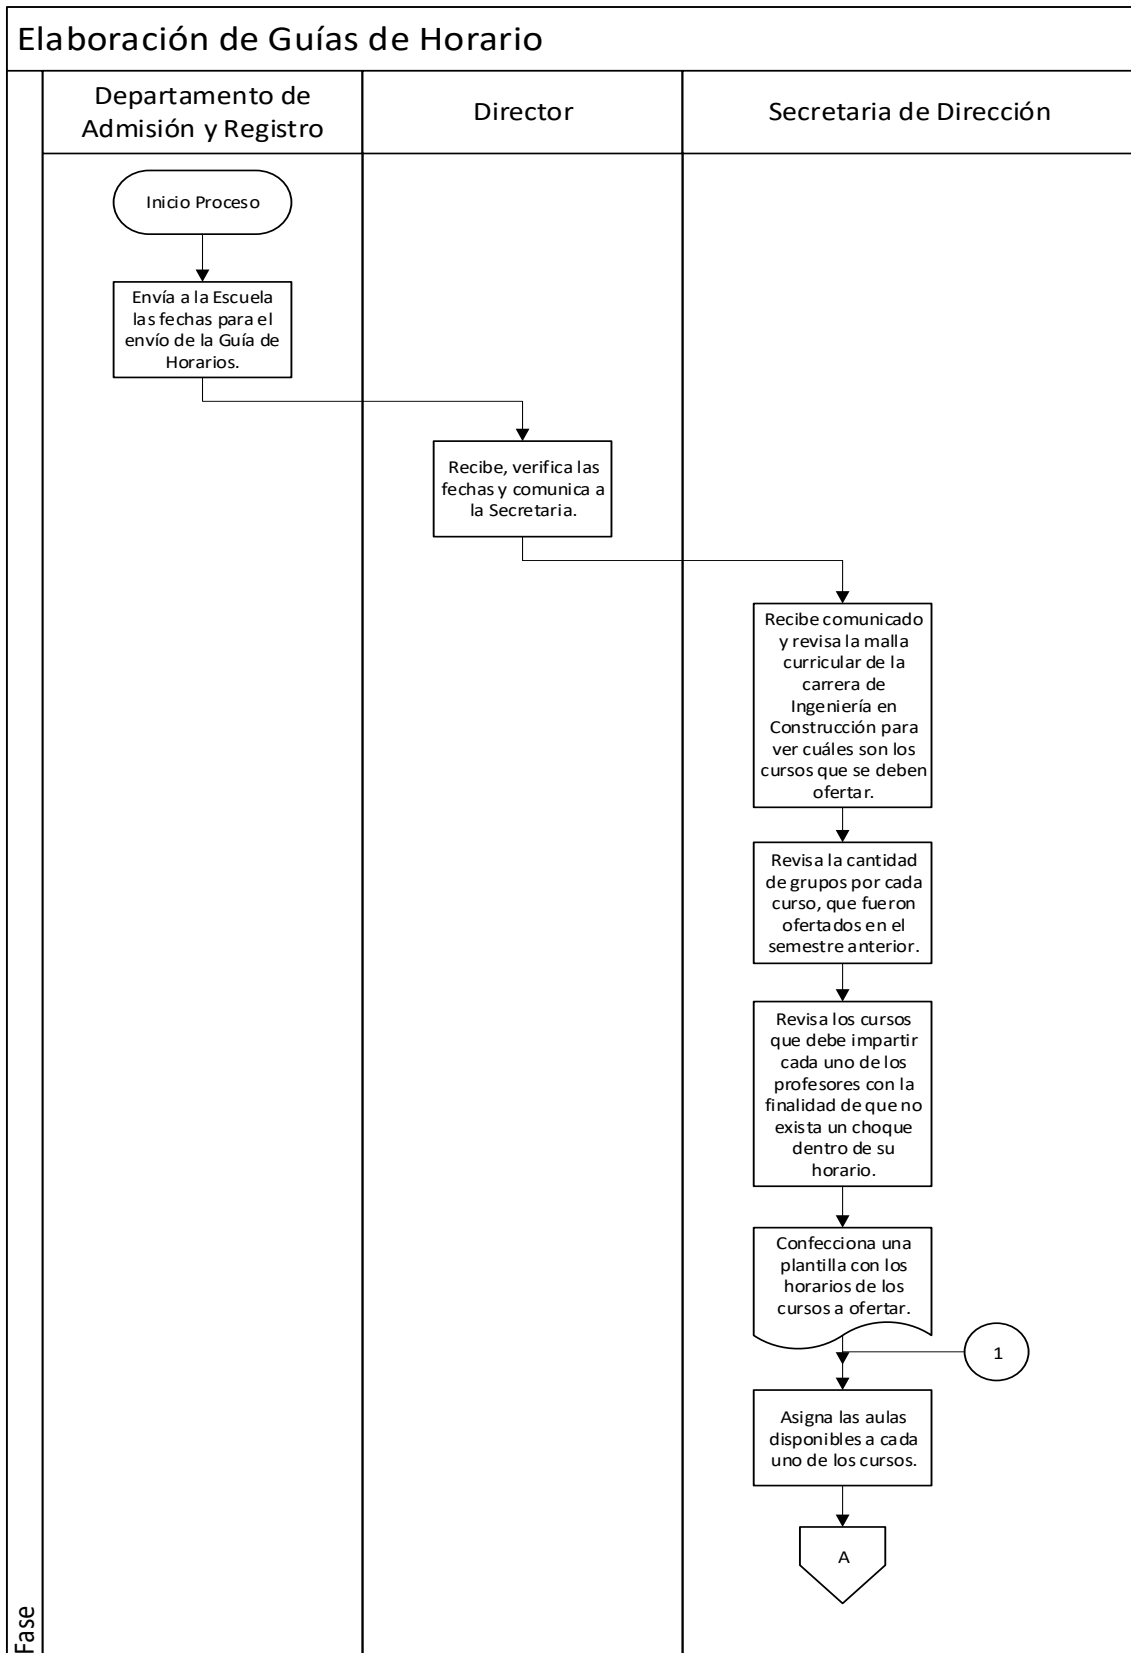 Elaboración de Guías de Horario
Departamento de
Admisión y Registro
Director
Secretaria de Dirección
Inicio Proceso
Envía a la Escuela
las fechas para el
envío de la Guía de
Horarios.
Recibe, verifica las
fechas y comunica a
la Secretaria.
Recibe comunicado
y revisa la malla
curricular de la
carrera de
Ingeniería en
Construcción para
ver cuáles son los
cursos que se deben
ofertar.
Revisa la cantidad
de grupos por cada
curso, que fueron
ofertados en el
semestre anterior.
Revisa los cursos
que debe impartir
cada uno de los
profesores con la
finalidad de que no
exista un choque
dentro de su
horario.
Confecciona una
plantilla con los
horarios de los
cursos a ofertar.
1
Asigna las aulas
disponibles a cada
uno de los cursos.
A
Fase